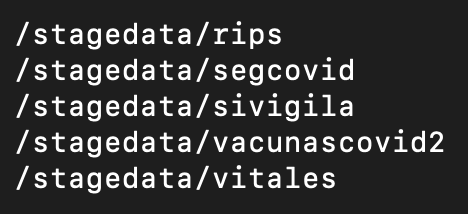 /stagedata/rips
/stagedata/segcovid
/stagedata/sivigila
/stagedata/vacunascovid2
/stagedata/vitales